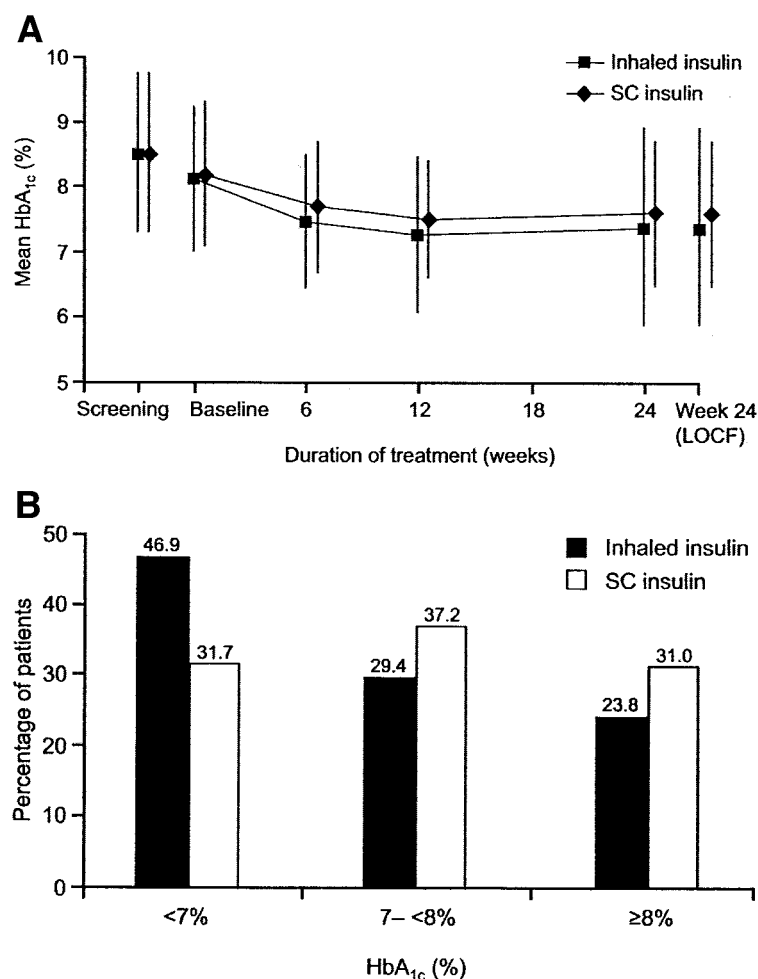 A
Mean HbA1c (%)
10
9
8
7
6
5
Inhaled insulin
SC insulin
Screening Baseline 6 12 18 24 Week 24
(LOCF)
Duration of treatment (weeks)
B
Percentage of patients
50
40
30
20
10
0
Inhaled insulin
SC insulin
46.9
31.7
29.4
37.2
23.8
31.0
<7% 7– <8% ≥8%
HbA1c (%)